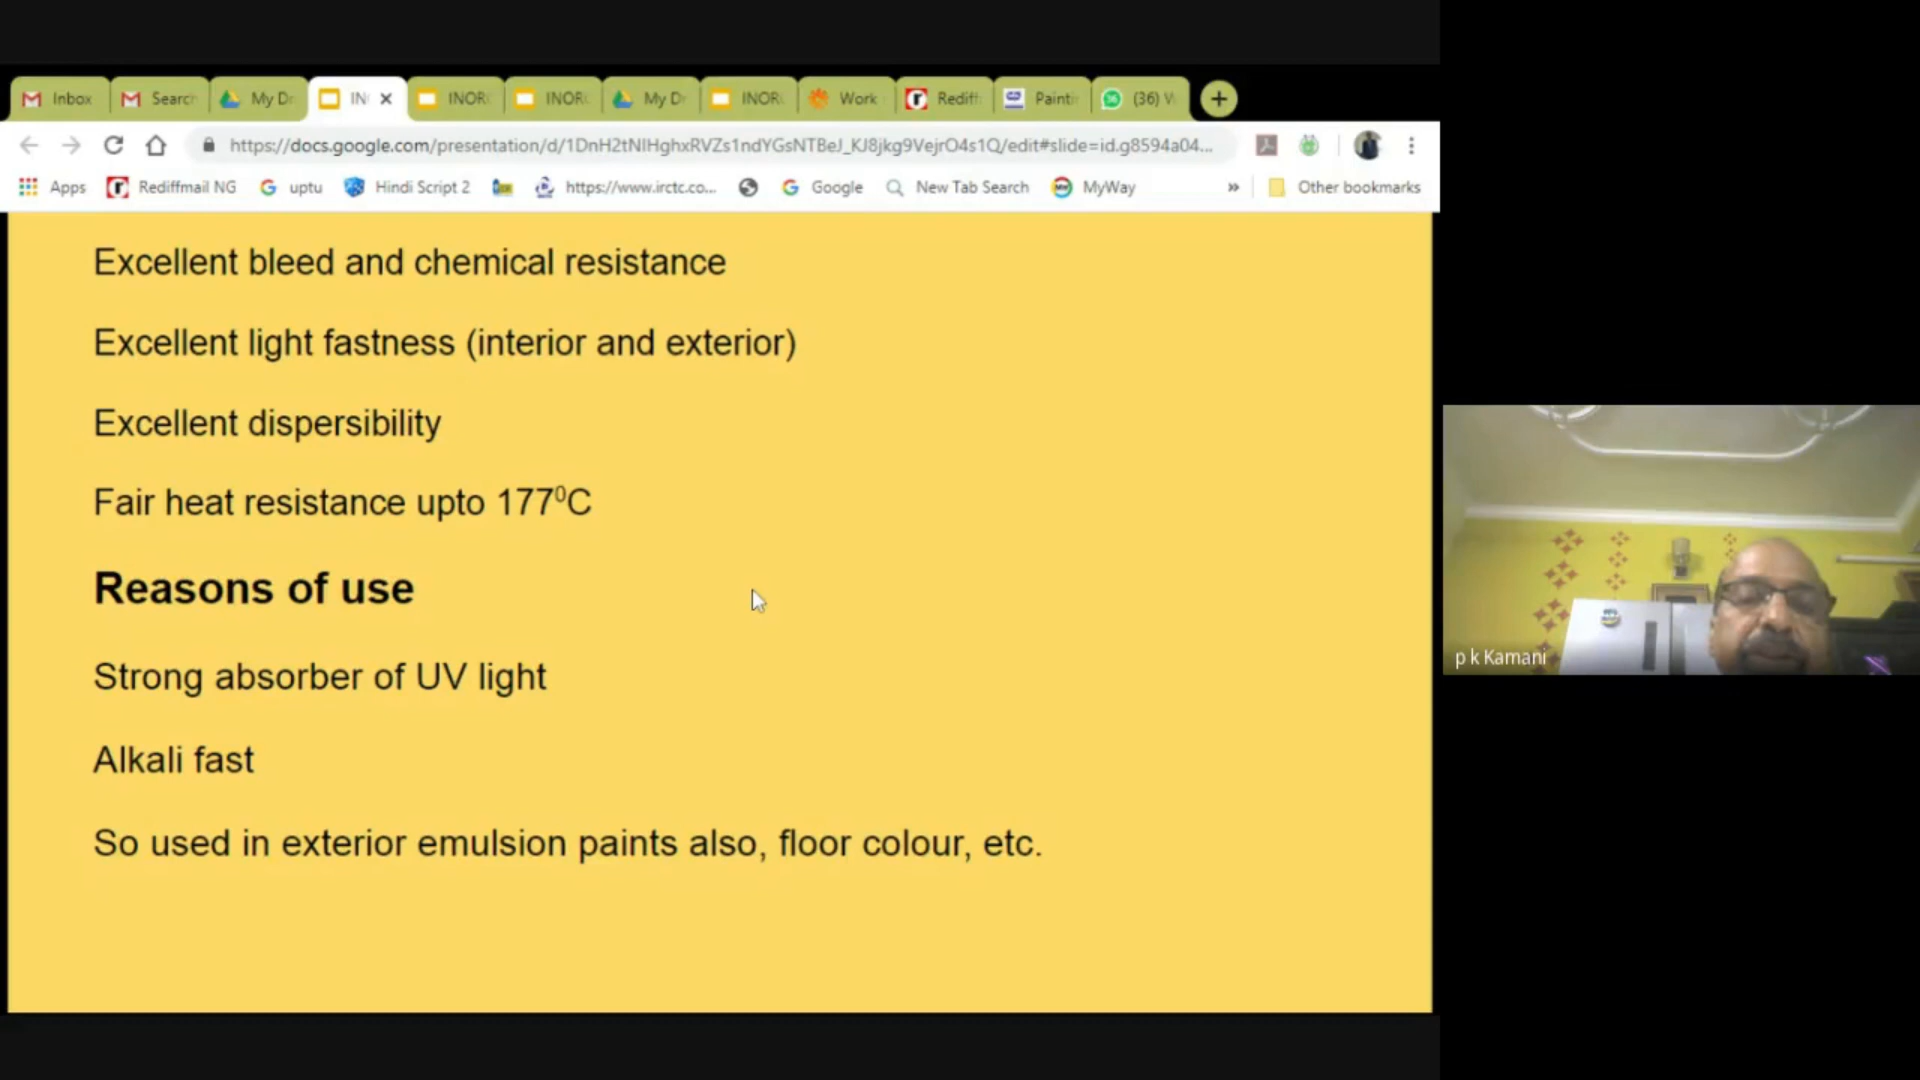 Inbox
Search
My Dr
IN
INOR
INOR
My Dr
INOR
Work
Rediff
Paintin
(36) W
https://docs.google.com/presentation/d/1DnH2tNIHghxRVZs1ndYGsNTBeJ_KJ8jkg9VejrO4s1Q/edit#slide=id.g8594a04...
Apps
Rediffmail NG
uptu
Hindi Script 2
https://www.irctc.co...
Google
New Tab Search
MyWay
»
Other bookmarks
Excellent bleed and chemical resistance
Excellent light fastness (interior and exterior)
Excellent dispersibility
Fair heat resistance upto 177⁰C
Reasons of use
Strong absorber of UV light
Alkali fast
So used in exterior emulsion paints also, floor colour, etc.
p k Kamani